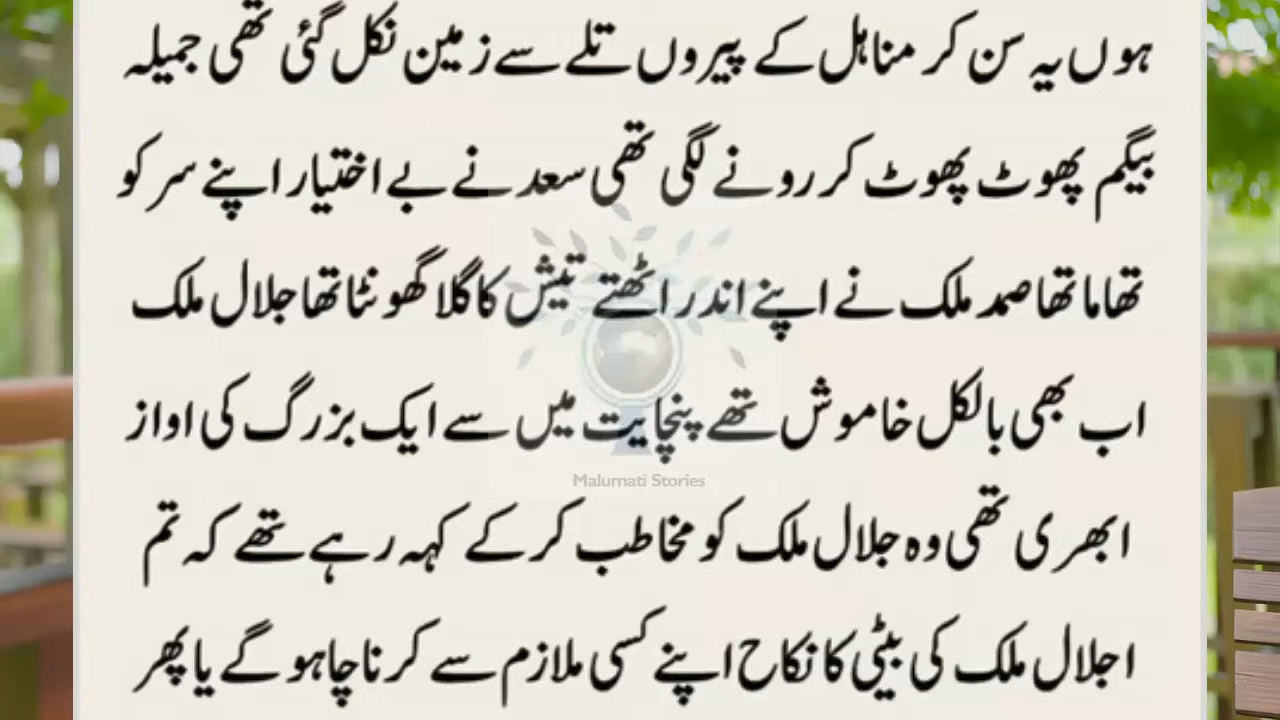 ہوں یہ سن کر مناہل کے پیروں تلے سے زمین نکل گئی تھی جمیلہ
بیگم پھوٹ پھوٹ کر رونے لگی تھی سعد نے بے اختیار اپنے سر کو
تھاما تھا صمد ملک نے اپنے اندر اٹھتے تیش کا گلا گھونٹا تھا جلال ملک
اب بھی بالکل خاموش تھے پنچایت میں سے ایک بزرگ کی اواز
Malumati Stories
ابھری تھی وہ جلال ملک کو مخاطب کر کے کہہ رہے تھے کہ تم
اجلال ملک کی بیٹی کا نکاح اپنے کسی ملازم سے کرنا چاہو گے یا پھر